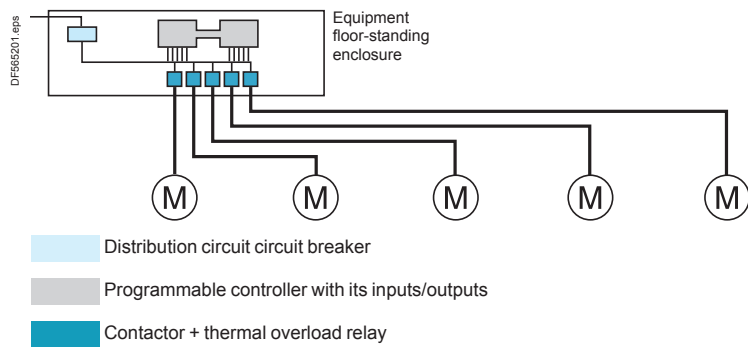 DF565201.eps
Equipment
floor-standing
enclosure
M M M M M
Distribution circuit circuit breaker
Programmable controller with its inputs/outputs
Contactor + thermal overload relay